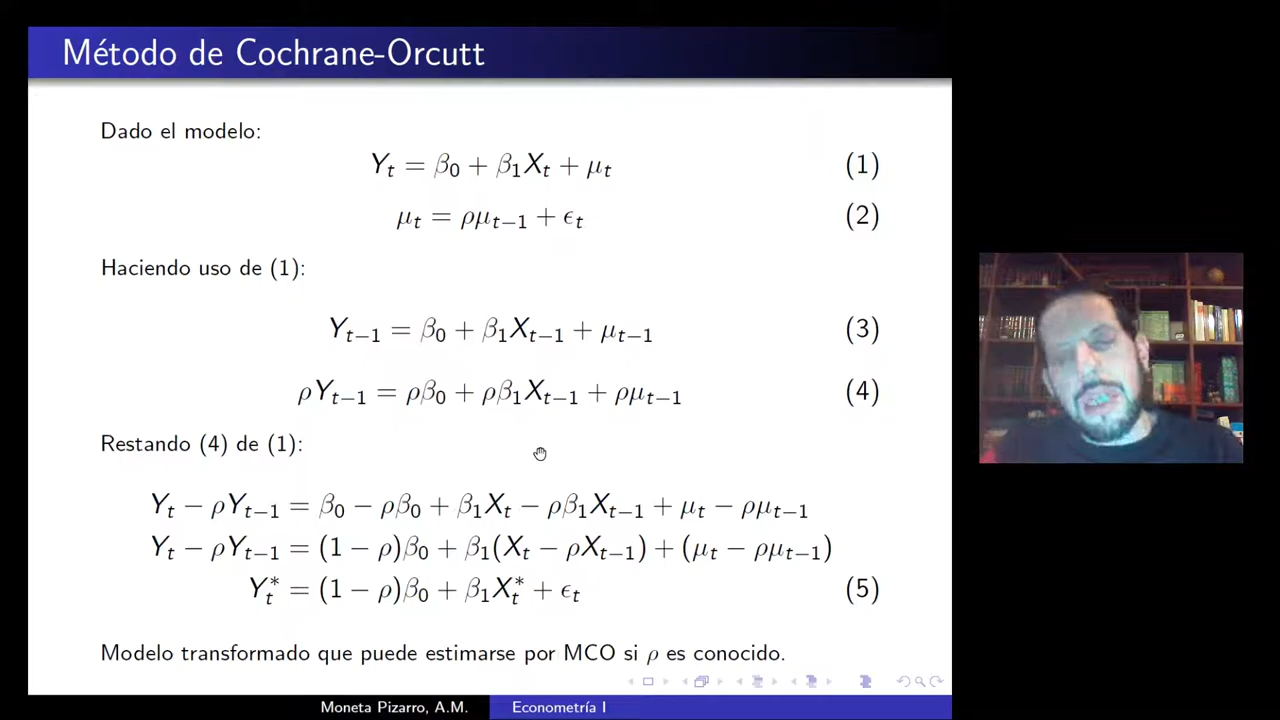 Método de Cochrane-Orcutt
Dado el modelo:
Yₜ = β₀ + β₁Xₜ + μₜ (1)
μₜ = ρμₜ₋₁ + ϵₜ (2)
Haciendo uso de (1):
Yₜ₋₁ = β₀ + β₁Xₜ₋₁ + μₜ₋₁ (3)
ρYₜ₋₁ = ρβ₀ + ρβ₁Xₜ₋₁ + ρμₜ₋₁ (4)
Restando (4) de (1):
Yₜ − ρYₜ₋₁ = β₀ − ρβ₀ + β₁Xₜ − ρβ₁Xₜ₋₁ + μₜ − ρμₜ₋₁
Yₜ − ρYₜ₋₁ = (1 − ρ)β₀ + β₁(Xₜ − ρXₜ₋₁) + (μₜ − ρμₜ₋₁)
Yₜ* = (1 − ρ)β₀ + β₁Xₜ* + ϵₜ (5)
Modelo transformado que puede estimarse por MCO si ρ es conocido.
Moneta Pizarro, A.M. Econometría I